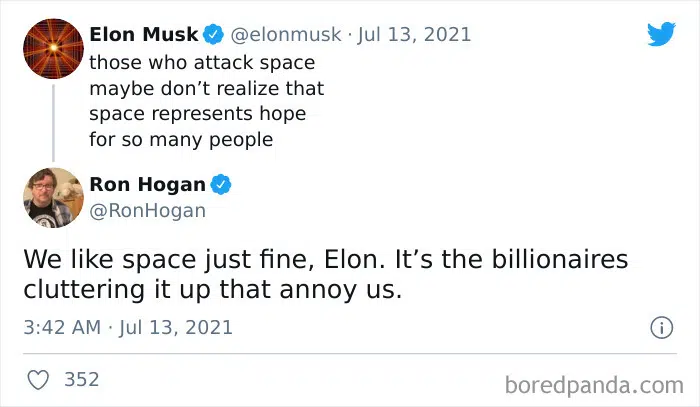 Elon Musk @elonmusk · Jul 13, 2021
those who attack space
maybe don’t realize that
space represents hope
for so many people
Ron Hogan
@RonHogan
We like space just fine, Elon. It’s the billionaires
cluttering it up that annoy us.
3:42 AM · Jul 13, 2021
352
boredpanda.com